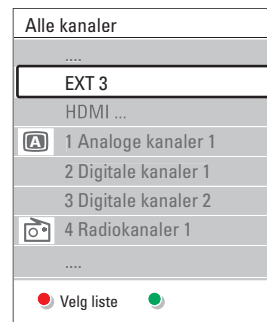 Alle kanaler
....
EXT 3
HDMI ...
A 1 Analoge kanaler 1
2 Digitale kanaler 1
3 Digitale kanaler 2
4 Radiokanaler 1
....
Velg liste